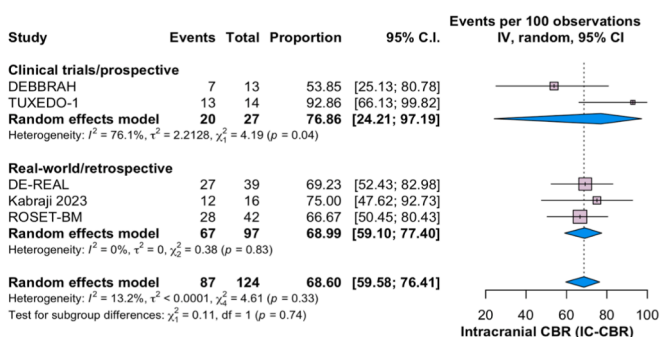 Events per 100 observations
Study Events Total Proportion 95% C.I. IV, random, 95% CI
Clinical trials/prospective
DEBBRAH 7 13 53.85 [25.13; 80.78]
TUXEDO-1 13 14 92.86 [66.13; 99.82]
Random effects model 20 27 76.86 [24.21; 97.19]
Heterogeneity: I² = 76.1%, τ² = 2.2128, χ²₁ = 4.19 (p = 0.04)
Real-world/retrospective
DE-REAL 27 39 69.23 [52.43; 82.98]
Kabraji 2023 12 16 75.00 [47.62; 92.73]
ROSET-BM 28 42 66.67 [50.45; 80.43]
Random effects model 67 97 68.99 [59.10; 77.40]
Heterogeneity: I² = 0%, τ² = 0, χ²₂ = 0.38 (p = 0.83)
Random effects model 87 124 68.60 [59.58; 76.41]
Heterogeneity: I² = 13.2%, τ² < 0.0001, χ²₄ = 4.61 (p = 0.33)
Test for subgroup differences: χ²₁ = 0.11, df = 1 (p = 0.74)
20 40 60 80 100
Intracranial CBR (IC-CBR)